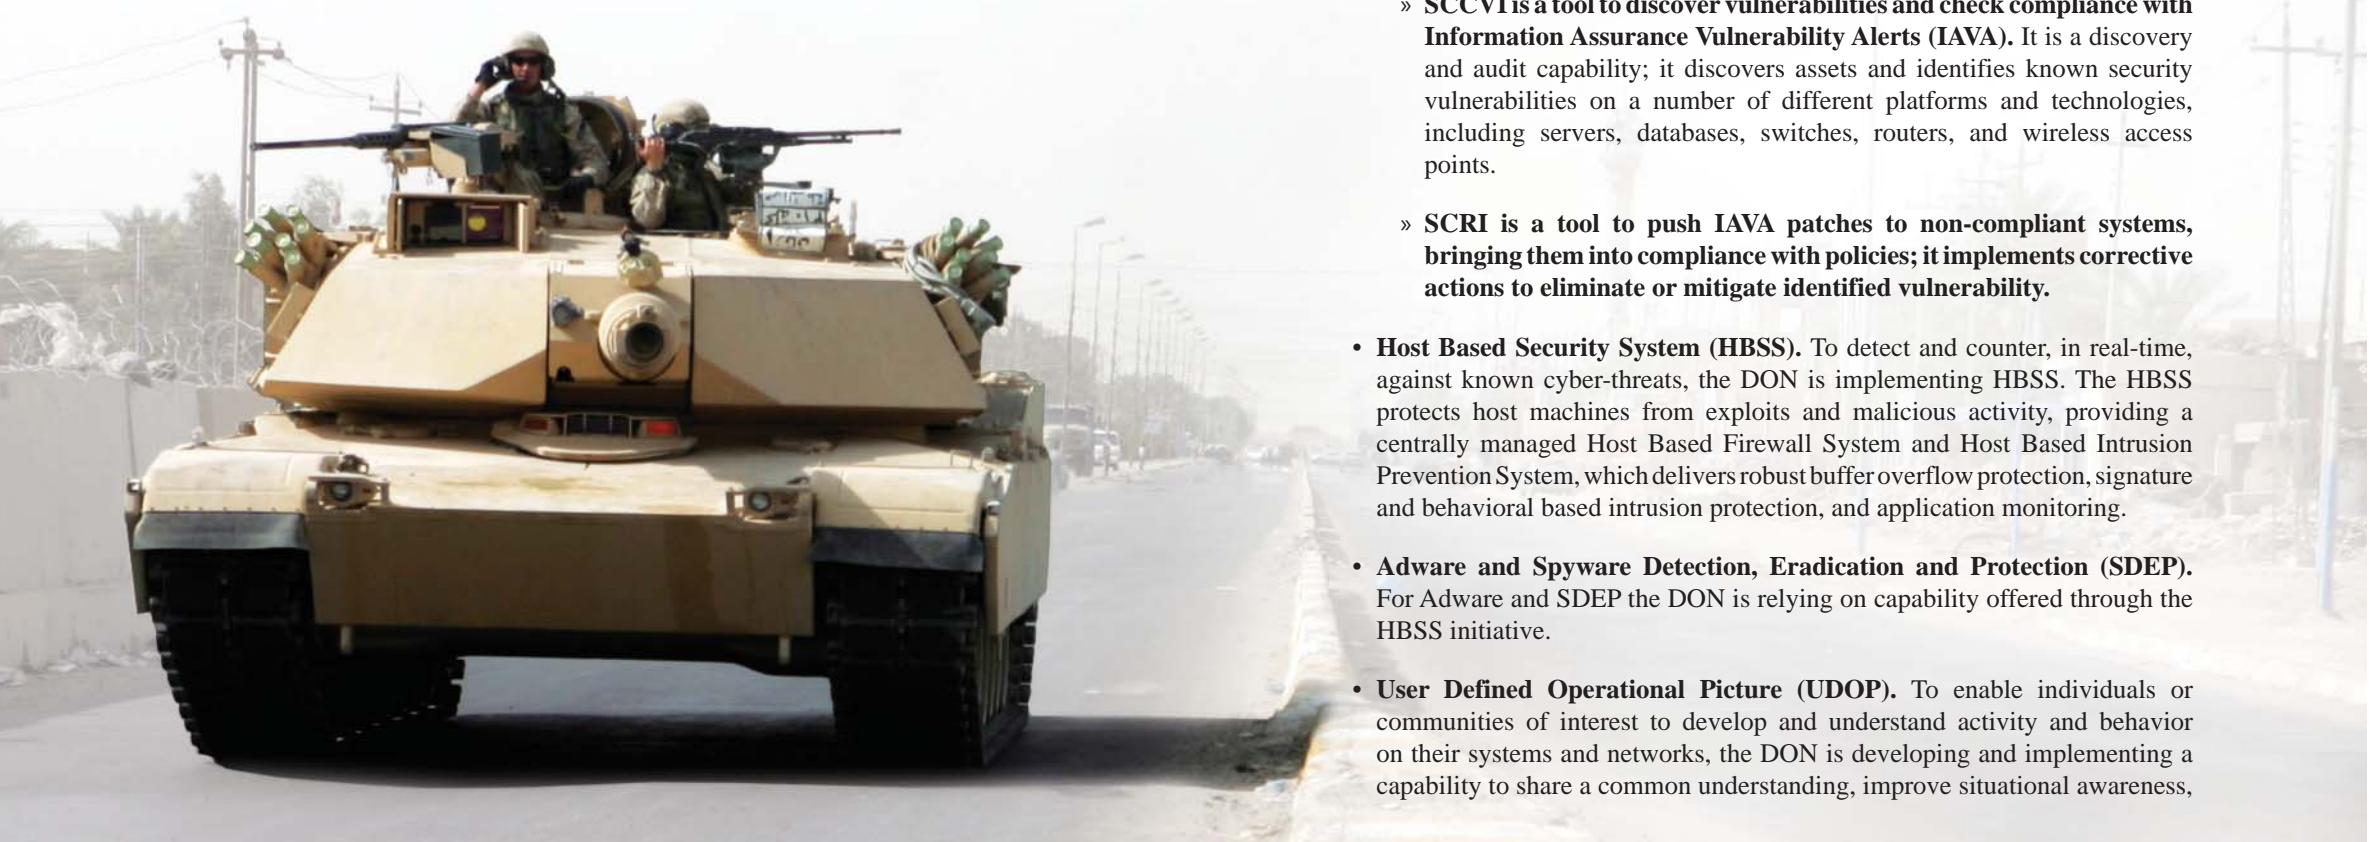 » SCCVI is a tool to discover vulnerabilities and check compliance with
Information Assurance Vulnerability Alerts (IAVA). It is a discovery
and audit capability; it discovers assets and identifies known security
vulnerabilities on a number of different platforms and technologies,
including servers, databases, switches, routers, and wireless access
points.
» SCRI is a tool to push IAVA patches to non-compliant systems,
bringing them into compliance with policies; it implements corrective
actions to eliminate or mitigate identified vulnerability.
• Host Based Security System (HBSS). To detect and counter, in real-time,
against known cyber-threats, the DON is implementing HBSS. The HBSS
protects host machines from exploits and malicious activity, providing a
centrally managed Host Based Firewall System and Host Based Intrusion
Prevention System, which delivers robust buffer overflow protection, signature
and behavioral based intrusion protection, and application monitoring.
• Adware and Spyware Detection, Eradication and Protection (SDEP).
For Adware and SDEP the DON is relying on capability offered through the
HBSS initiative.
• User Defined Operational Picture (UDOP). To enable individuals or
communities of interest to develop and understand activity and behavior
on their systems and networks, the DON is developing and implementing a
capability to share a common understanding, improve situational awareness,